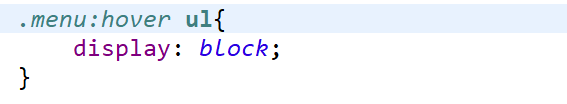 .menu:hover ul{
    display: block;
}